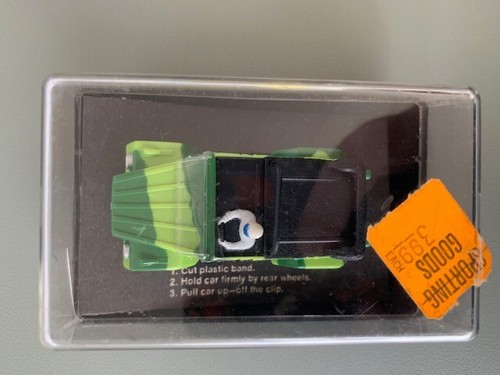 1. Cut plastic band.
2. Hold car firmly by rear wheels.
3. Pull car up—off the clip.
SPORTING
GOODS
399